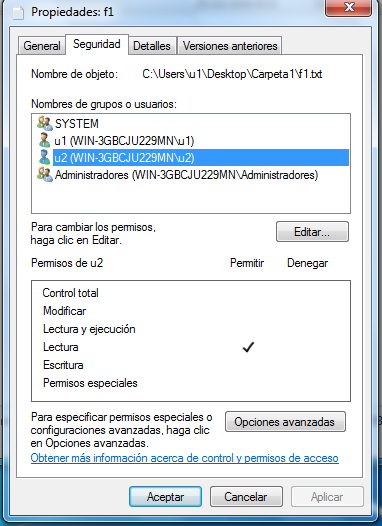 Propiedades: f1
General Seguridad Detalles Versiones anteriores
Nombre de objeto: C:\Users\u1\Desktop\Carpeta1\f1.txt
Nombres de grupos o usuarios:
SYSTEM
u1 (WIN-3GBCJU229MN\u1)
u2 (WIN-3GBCJU229MN\u2)
Administradores (WIN-3GBCJU229MN\Administradores)
Para cambiar los permisos,
haga clic en Editar.
Editar...
Permisos de u2 Permitir Denegar
Control total
Modificar
Lectura y ejecución
Lectura
Escritura
Permisos especiales
Para especificar permisos especiales o
configuraciones avanzadas, haga clic
en Opciones avanzadas.
Opciones avanzadas
Obtener más información acerca de control y permisos de acceso
Aceptar Cancelar Aplicar